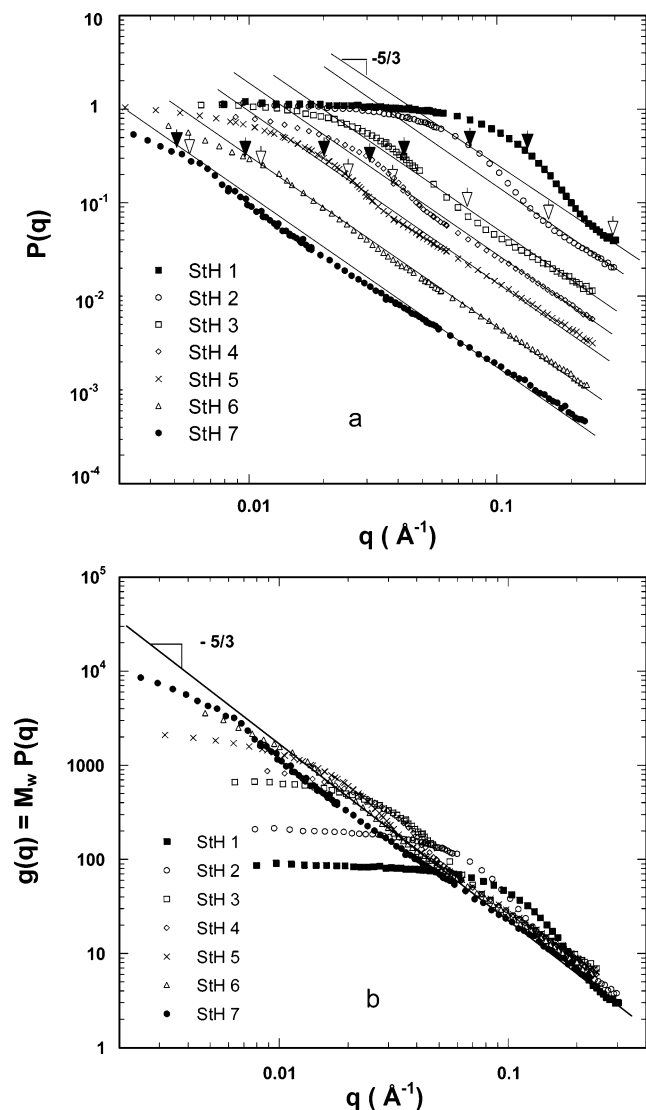 10
-5/3
1
10⁻¹
P(q)
10⁻²
StH 1
StH 2
StH 3
StH 4
StH 5
StH 6
StH 7
10⁻³
a
10⁻⁴
0.01
0.1
q ( Å⁻¹)
10⁵
- 5/3
10⁴
g(q) = M_w P(q)
1000
StH 1
StH 2
StH 3
StH 4
StH 5
StH 6
StH 7
100
10
b
1
0.01
0.1
q ( Å⁻¹)